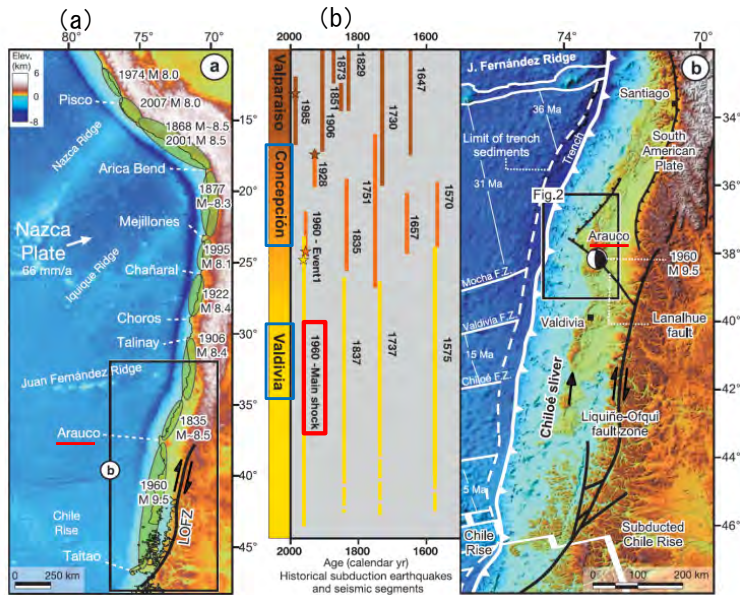 (a)
(b)
80°
75°
70°
a
Elev.
(km)
6
0
-8
1974 M 8.0
Pisco
2007 M 8.0
15°
1868 M~8.5
2001 8.5
Nazca Ridge
Arica Bend
20°
1877
M~8.3
Mejillones
Nazca
Plate
66 mm/a
1995
M 8.1
25°
Iquique Ridge
Chañaral
1922
M 8.4
Choros
30°
Talinay
1906
M 8.4
Juan Fernández Ridge
35°
1835
M~8.5
Arauco
b
40°
1960
M 9.5
LOFZ
Chile
Rise
45°
Taitao
0 250 km
2000 1800 1600
Valparaiso
Concepción
Valdivia
1985
1906
1851
1873
1829
1730
1647
1928
1960 - Event1
1835
1751
1657
1570
1960 -Main shock
1837
1737
1575
2000 1800 1600
Age (calendar yr)
Historical subduction earthquakes
and seismic segments
74° 70°
b
J. Fernández Ridge
Santiago
34°
36 Ma
Limit of trench
sediments
Trench
South
American
Plate
31 Ma
36°
Fig.2
Arauco
1960
M 9.5
38°
Mocha F.Z.
Valdivia
Lanalhue
fault
40°
Valdivia F.Z.
15 Ma
Chiloé F.Z.
42°
Chiloé sliver
Liquiñe-Ofqui
fault zone
44°
5 Ma
Chile
Rise
Subducted
Chile Rise
46°
0 100 200
km